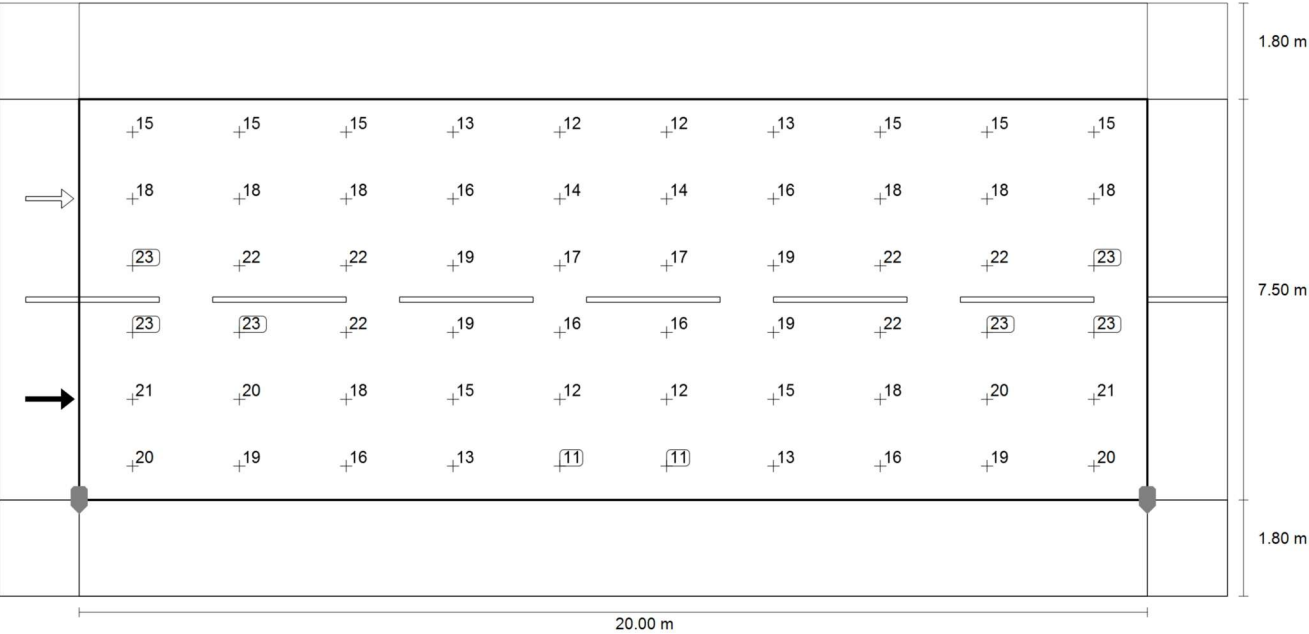 1.80 m
15 15 15 13 12 12 13 15 15 15
18 18 18 16 14 14 16 18 18 18
23 22 22 19 17 17 19 22 22 23
7.50 m
23 23 22 19 16 16 19 22 23 23
21 20 18 15 12 12 15 18 20 21
20 19 16 13 11 11 13 16 19 20
1.80 m
20.00 m